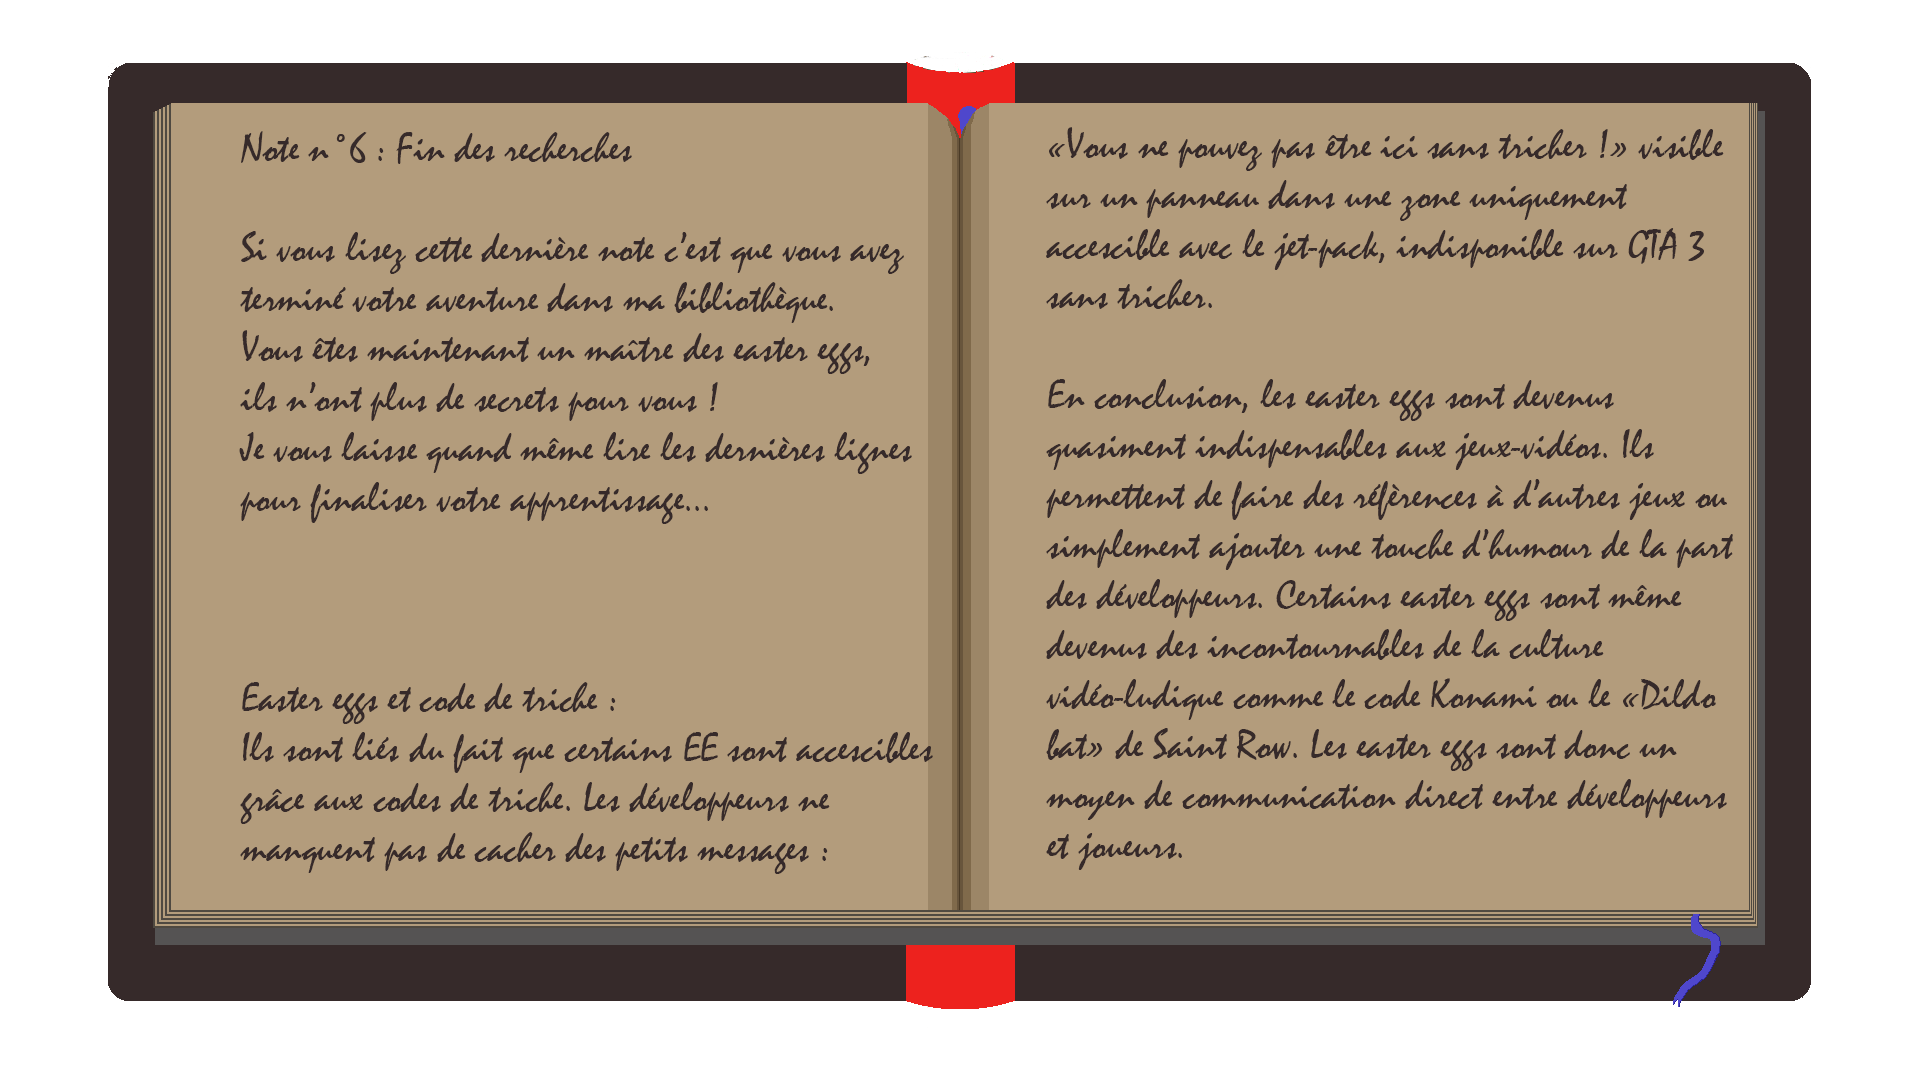 Note n°6 : Fin des recherches
Si vous lisez cette dernière note c'est que vous avez
terminé votre aventure dans ma bibliothèque.
Vous êtes maintenant un maître des easter eggs,
ils n'ont plus de secrets pour vous !
Je vous laisse quand même lire les dernières lignes
pour finaliser votre apprentissage...
Easter eggs et code de triche :
Ils sont liés du fait que certains EE sont accescibles
grâce aux codes de triche. Les développeurs ne
manquent pas de cacher des petits messages :
«Vous ne pouvez pas être ici sans tricher !» visible
sur un panneau dans une zone uniquement
accescible avec le jet-pack, indisponible sur GTA 3
sans tricher.
En conclusion, les easter eggs sont devenus
quasiment indispensables aux jeux-vidéos. Ils
permettent de faire des réfèrences à d'autres jeux ou
simplement ajouter une touche d'humour de la part
des développeurs. Certains easter eggs sont même
devenus des incontournables de la culture
vidéo-ludique comme le code Konami ou le «Dildo
bat» de Saint Row. Les easter eggs sont donc un
moyen de communication direct entre développeurs
et joueurs.